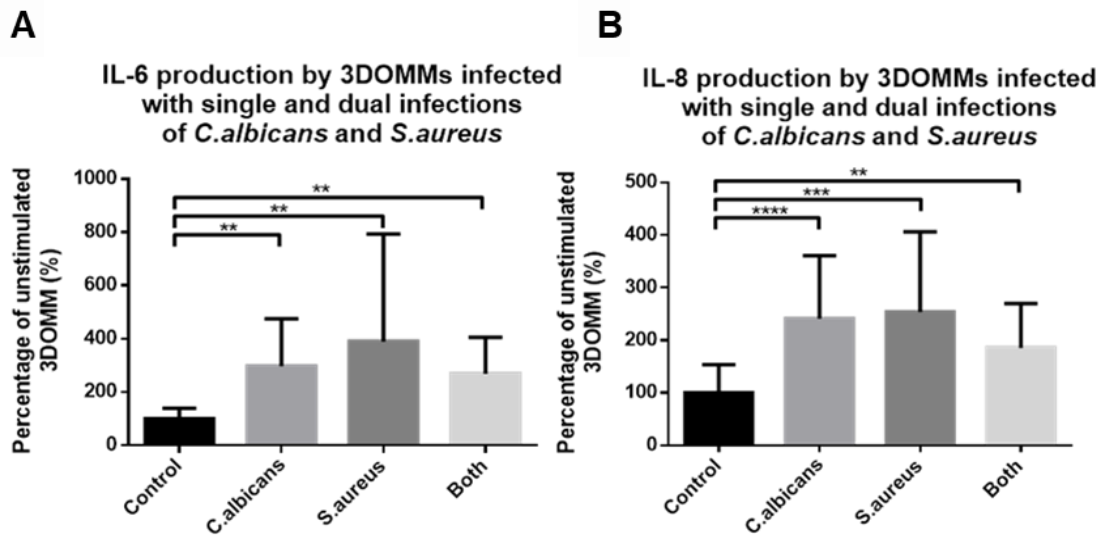 A
IL-6 production by 3DOMMs infected
with single and dual infections
of C.albicans and S.aureus
Percentage of unstimulated
3DOMM (%)
1000
800
600
400
200
0
**
**
**
Control
C.albicans
S.aureus
Both
B
IL-8 production by 3DOMMs infected
with single and dual infections
of C.albicans and S.aureus
Percentage of unstimulated
3DOMM (%)
500
400
300
200
100
0
**
***
****
Control
C.albicans
S.aureus
Both